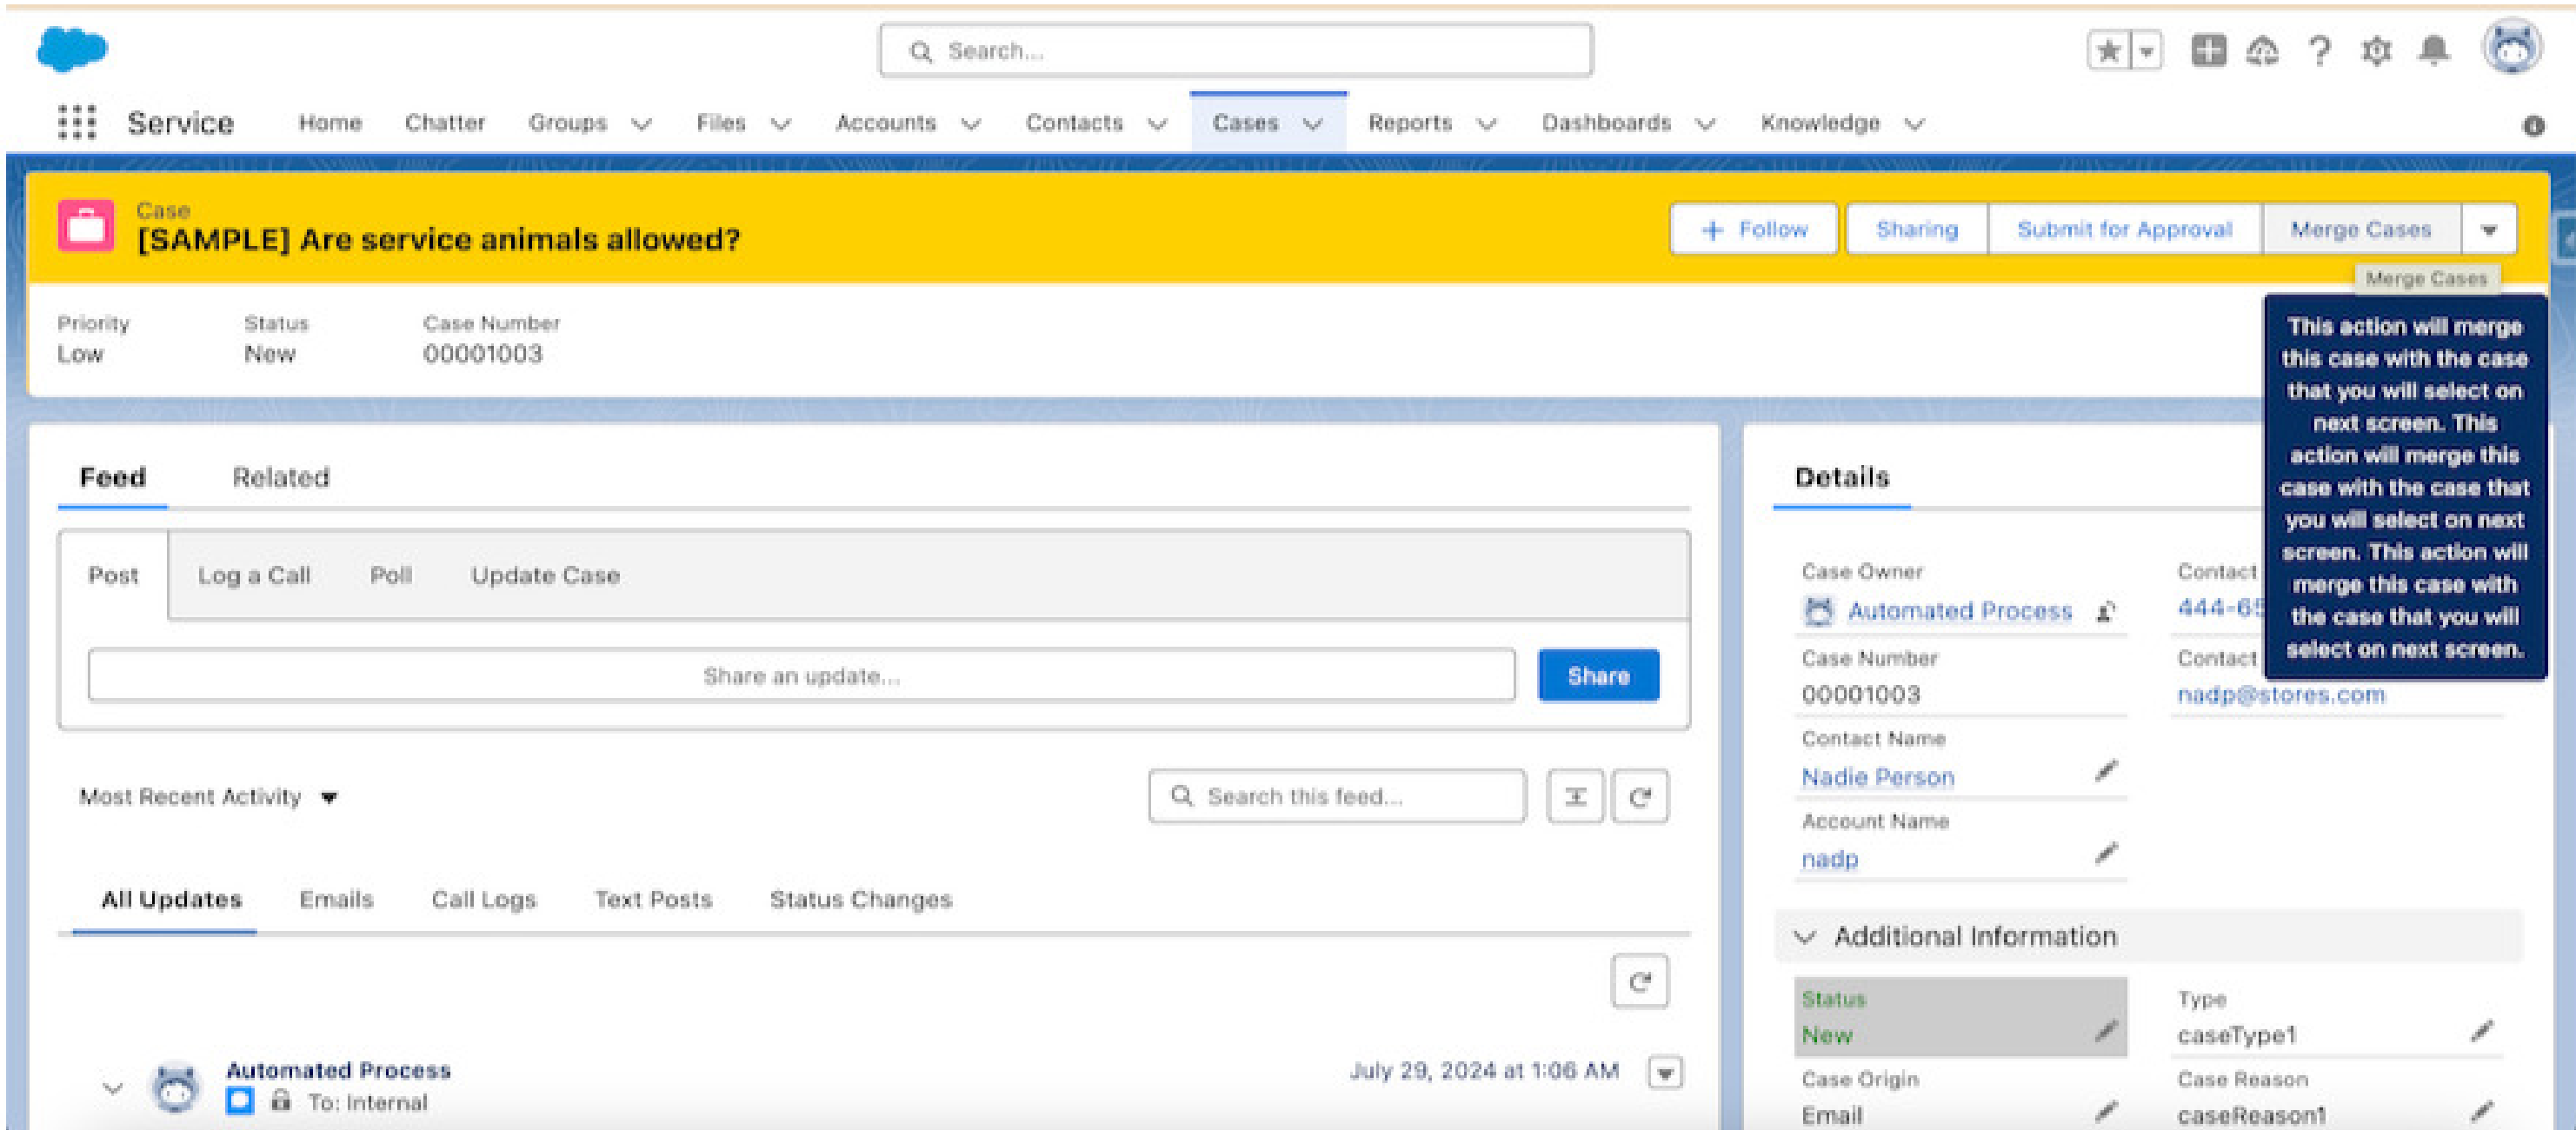 Search...
Service Home Chatter Groups Files Accounts Contacts Cases Reports Dashboards Knowledge
Case
[SAMPLE] Are service animals allowed?
+ Follow Sharing Submit for Approval Merge Cases
Merge Cases
Priority Status Case Number
Low New 00001003
This action will merge
this case with the case
that you will select on
next screen. This
action will merge this
case with the case that
you will select on next
screen. This action will
merge this case with
the case that you will
select on next screen.
Feed Related
Post Log a Call Poll Update Case
Share an update... Share
Most Recent Activity Search this feed...
All Updates Emails Call Logs Text Posts Status Changes
Automated Process July 29, 2024 at 1:06 AM
To: Internal
Details
Case Owner Contact
Automated Process 444-65
Case Number Contact
00001003 nadp@stores.com
Contact Name
Nadie Person
Account Name
nadp
Additional Information
Status Type
New caseType1
Case Origin Case Reason
Email caseReason1